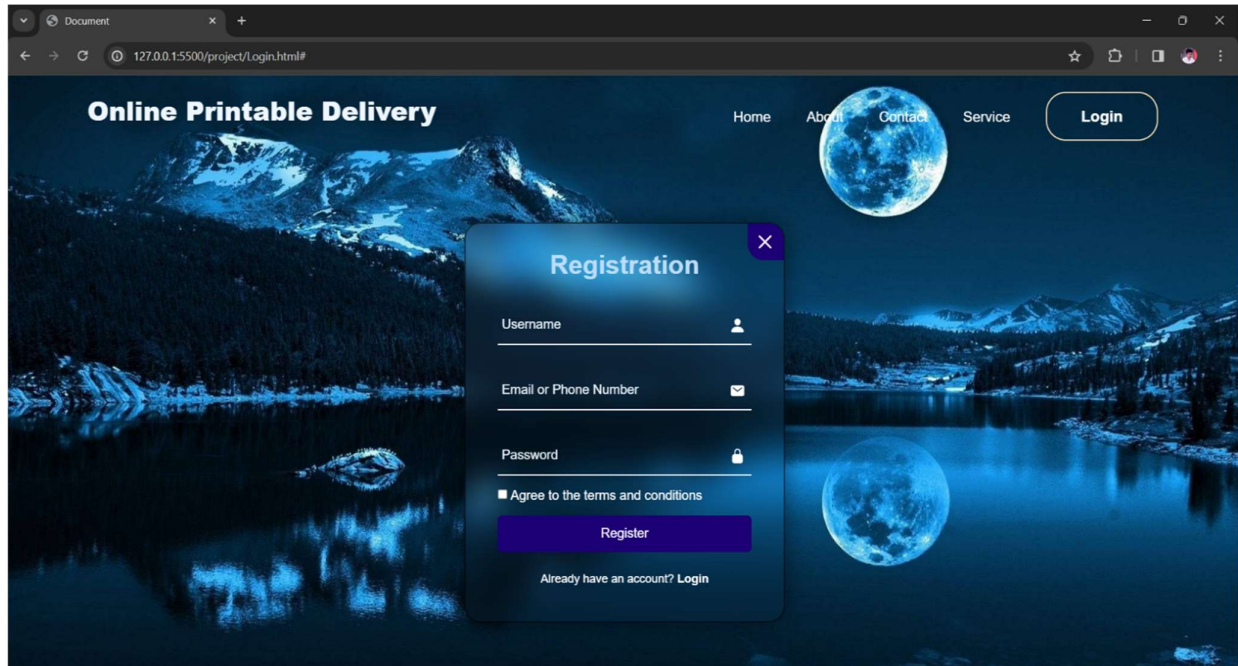 Document
127.0.0.1:5500/project/Login.html#
Online Printable Delivery
Home About Contact Service Login
Registration
Username
Email or Phone Number
Password
Agree to the terms and conditions
Register
Already have an account? Login